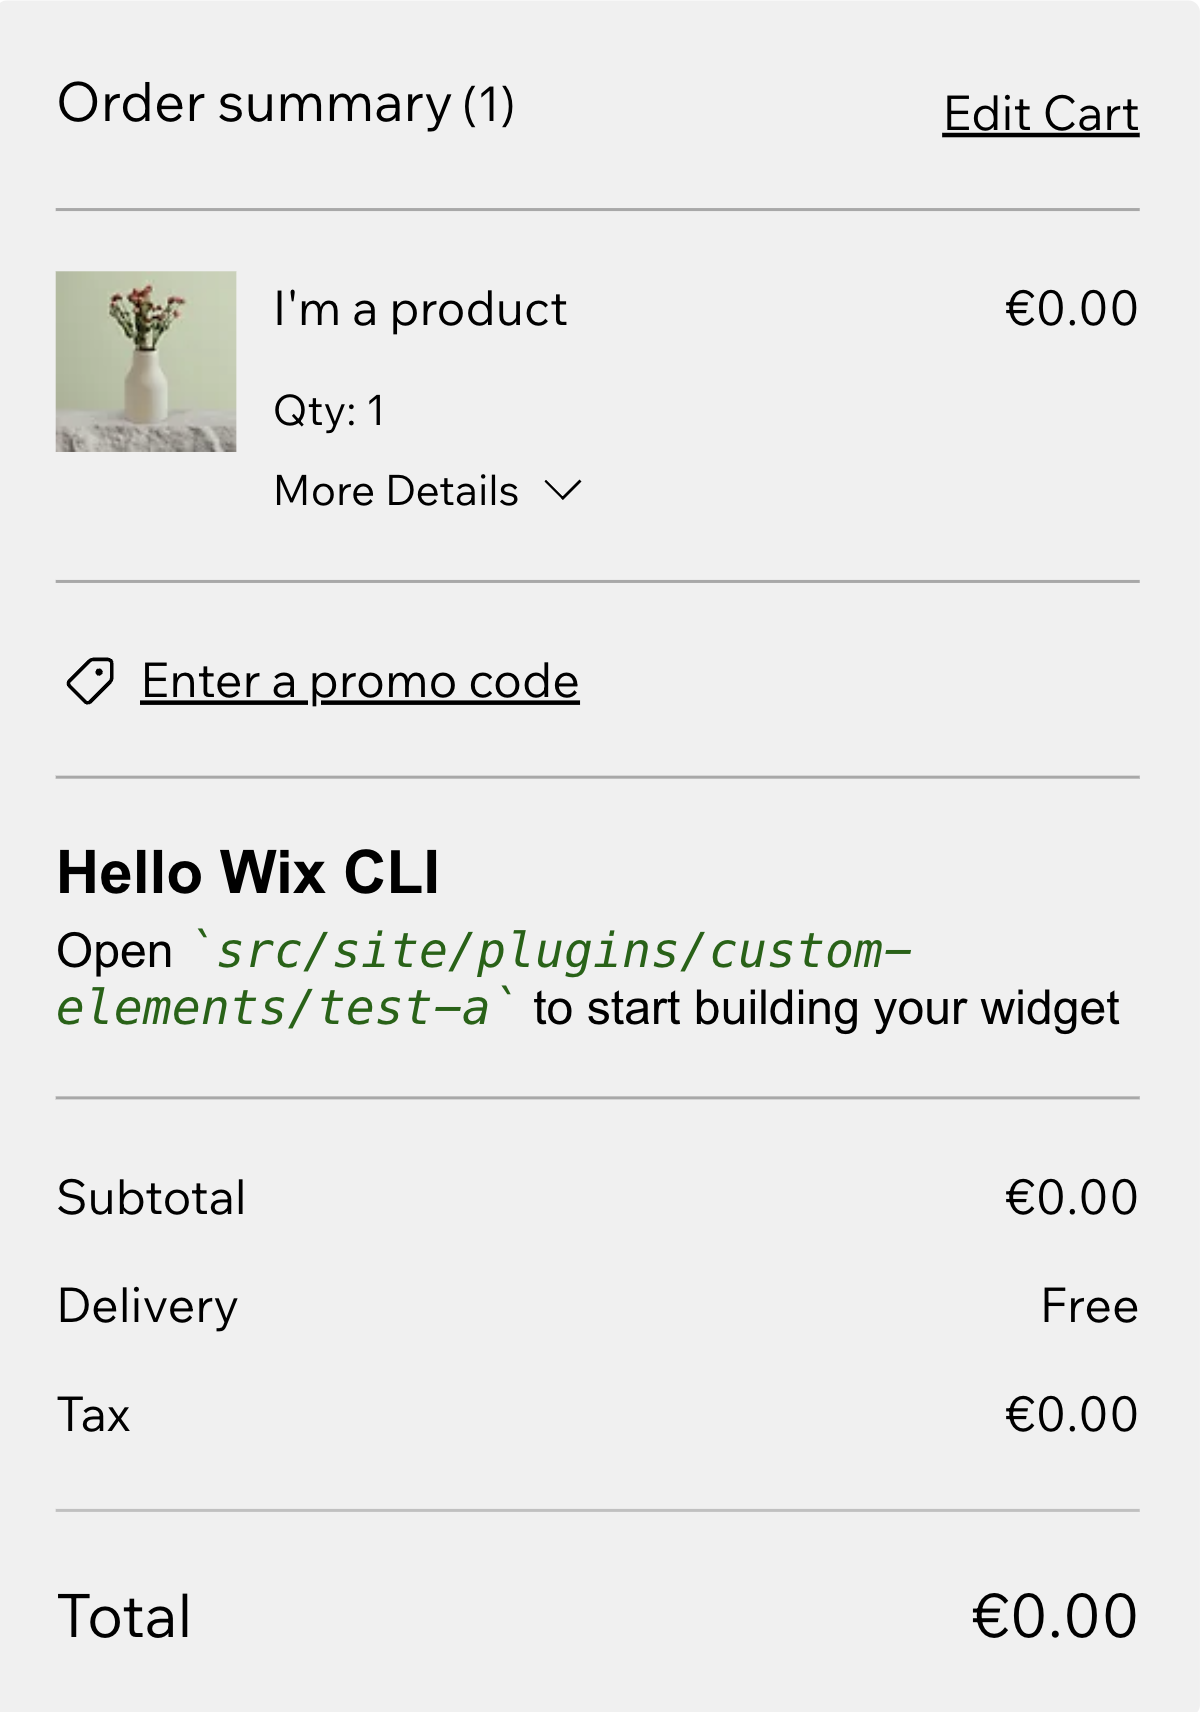 Order summary (1)
Edit Cart
I'm a product
€0.00
Qty: 1
More Details
Enter a promo code
Hello Wix CLI
Open `src/site/plugins/custom-
elements/test-a` to start building your widget
Subtotal
€0.00
Delivery
Free
Tax
€0.00
Total
€0.00